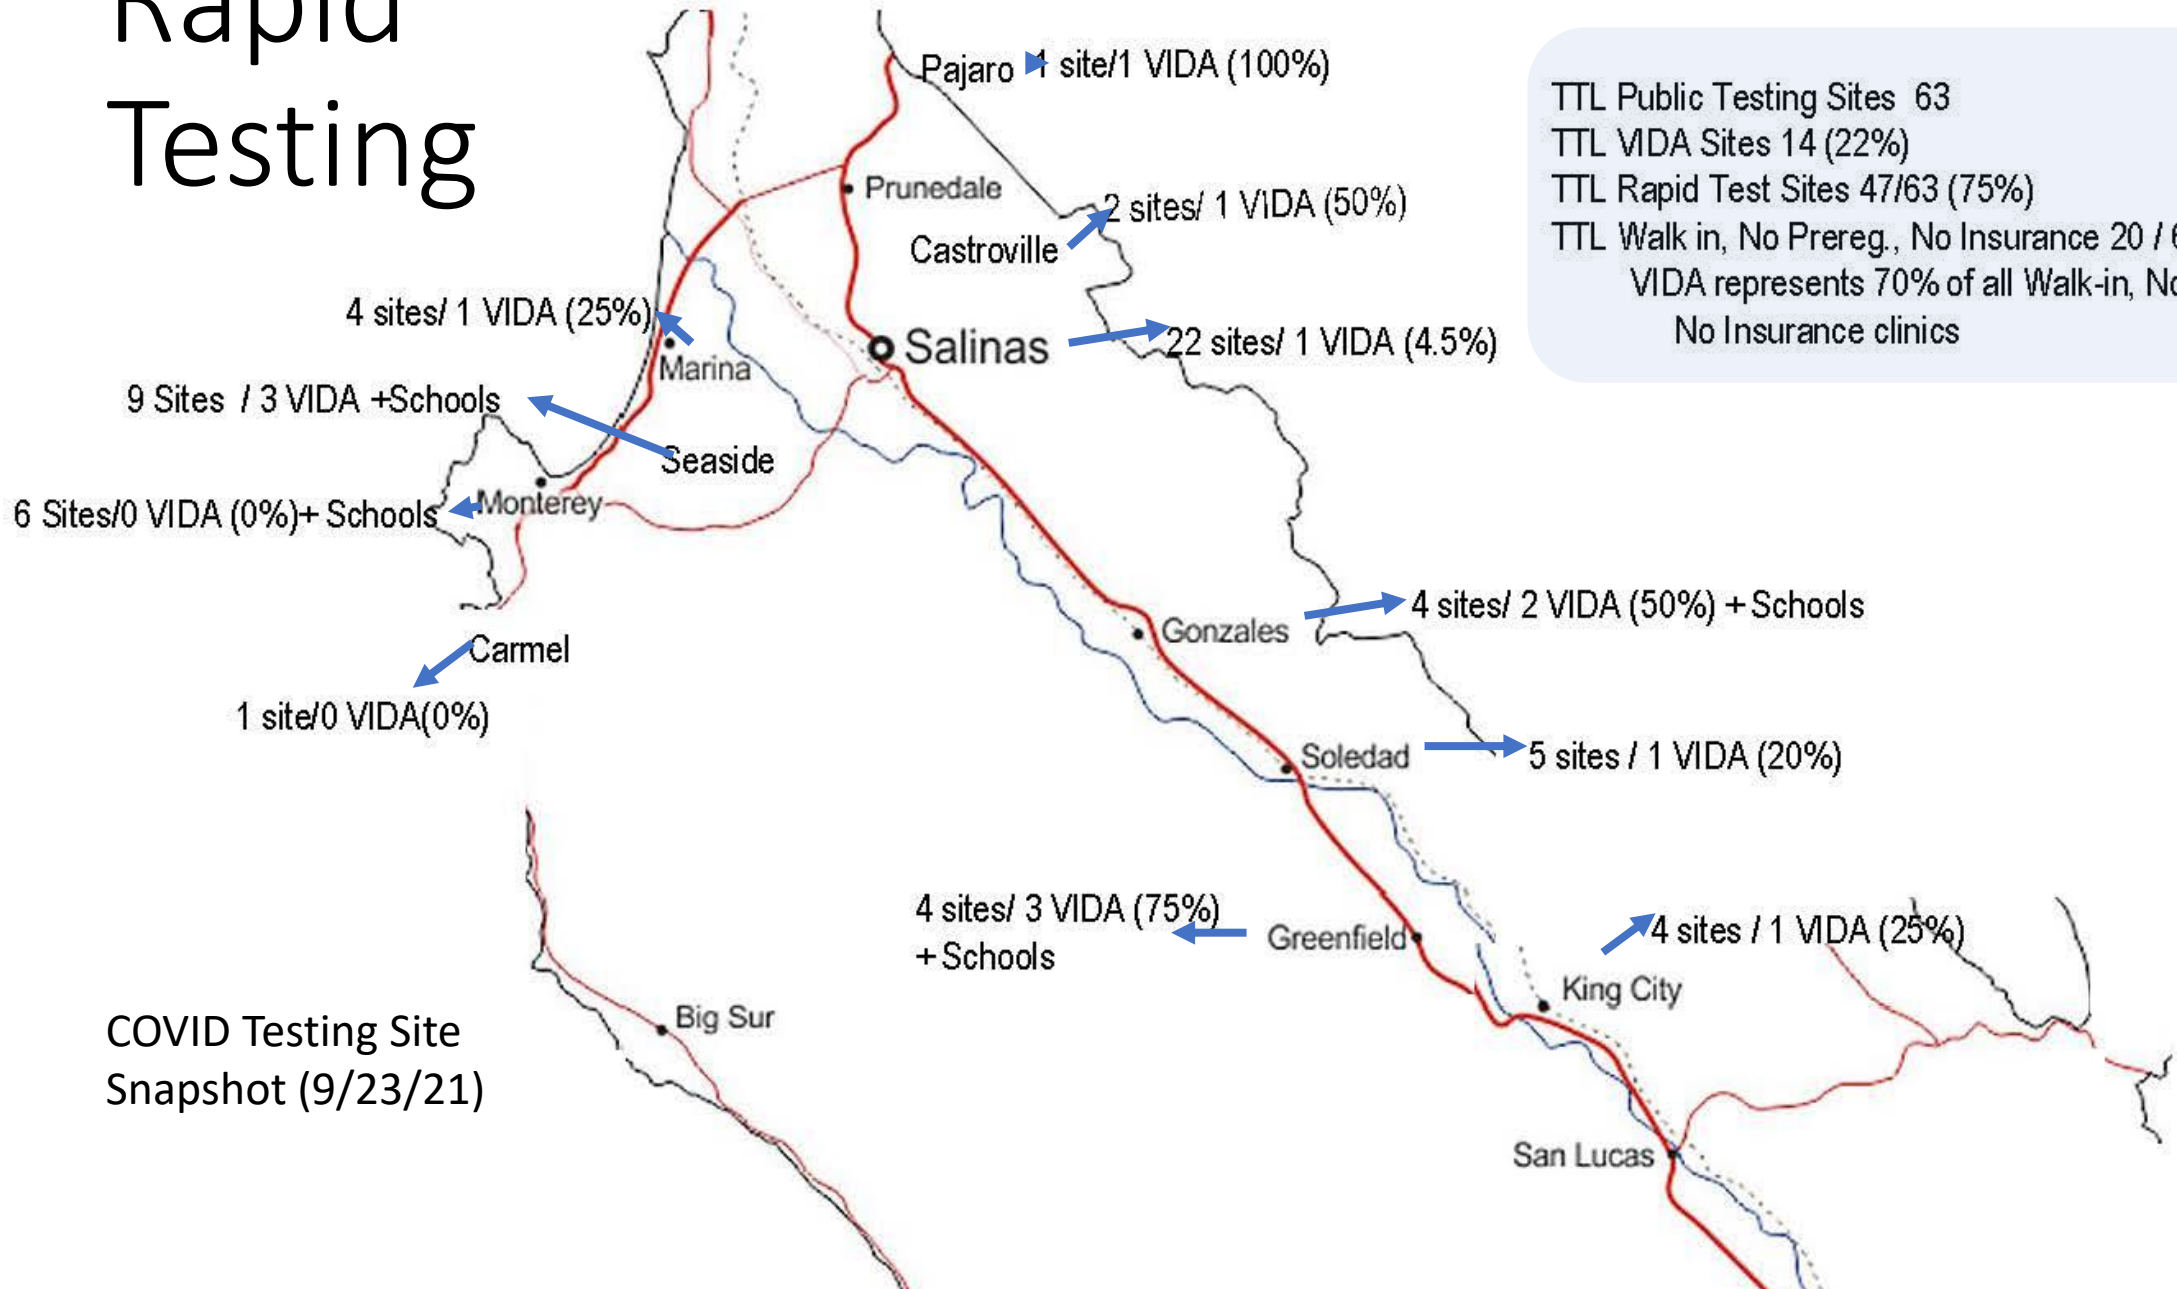 Rapid
Testing
Pajaro 1 site/1 VIDA (100%)
TTL Public Testing Sites 63
TTL VIDA Sites 14 (22%)
TTL Rapid Test Sites 47/63 (75%)
TTL Walk in, No Prereg., No Insurance 20 /
VIDA represents 70% of all Walk-in, No
No Insurance clinics
Prunedale
2 sites/ 1 VIDA (50%)
Castroville
4 sites/ 1 VIDA (25%)
Marina
Salinas
22 sites/ 1 VIDA (4.5%)
9 Sites / 3 VIDA +Schools
Seaside
6 Sites/0 VIDA (0%)+ Schools
Monterey
Carmel
1 site/0 VIDA(0%)
Gonzales
4 sites/ 2 VIDA (50%) + Schools
Soledad
5 sites / 1 VIDA (20%)
4 sites/ 3 VIDA (75%)
+ Schools
Greenfield
4 sites / 1 VIDA (25%)
King City
Big Sur
COVID Testing Site
Snapshot (9/23/21)
San Lucas